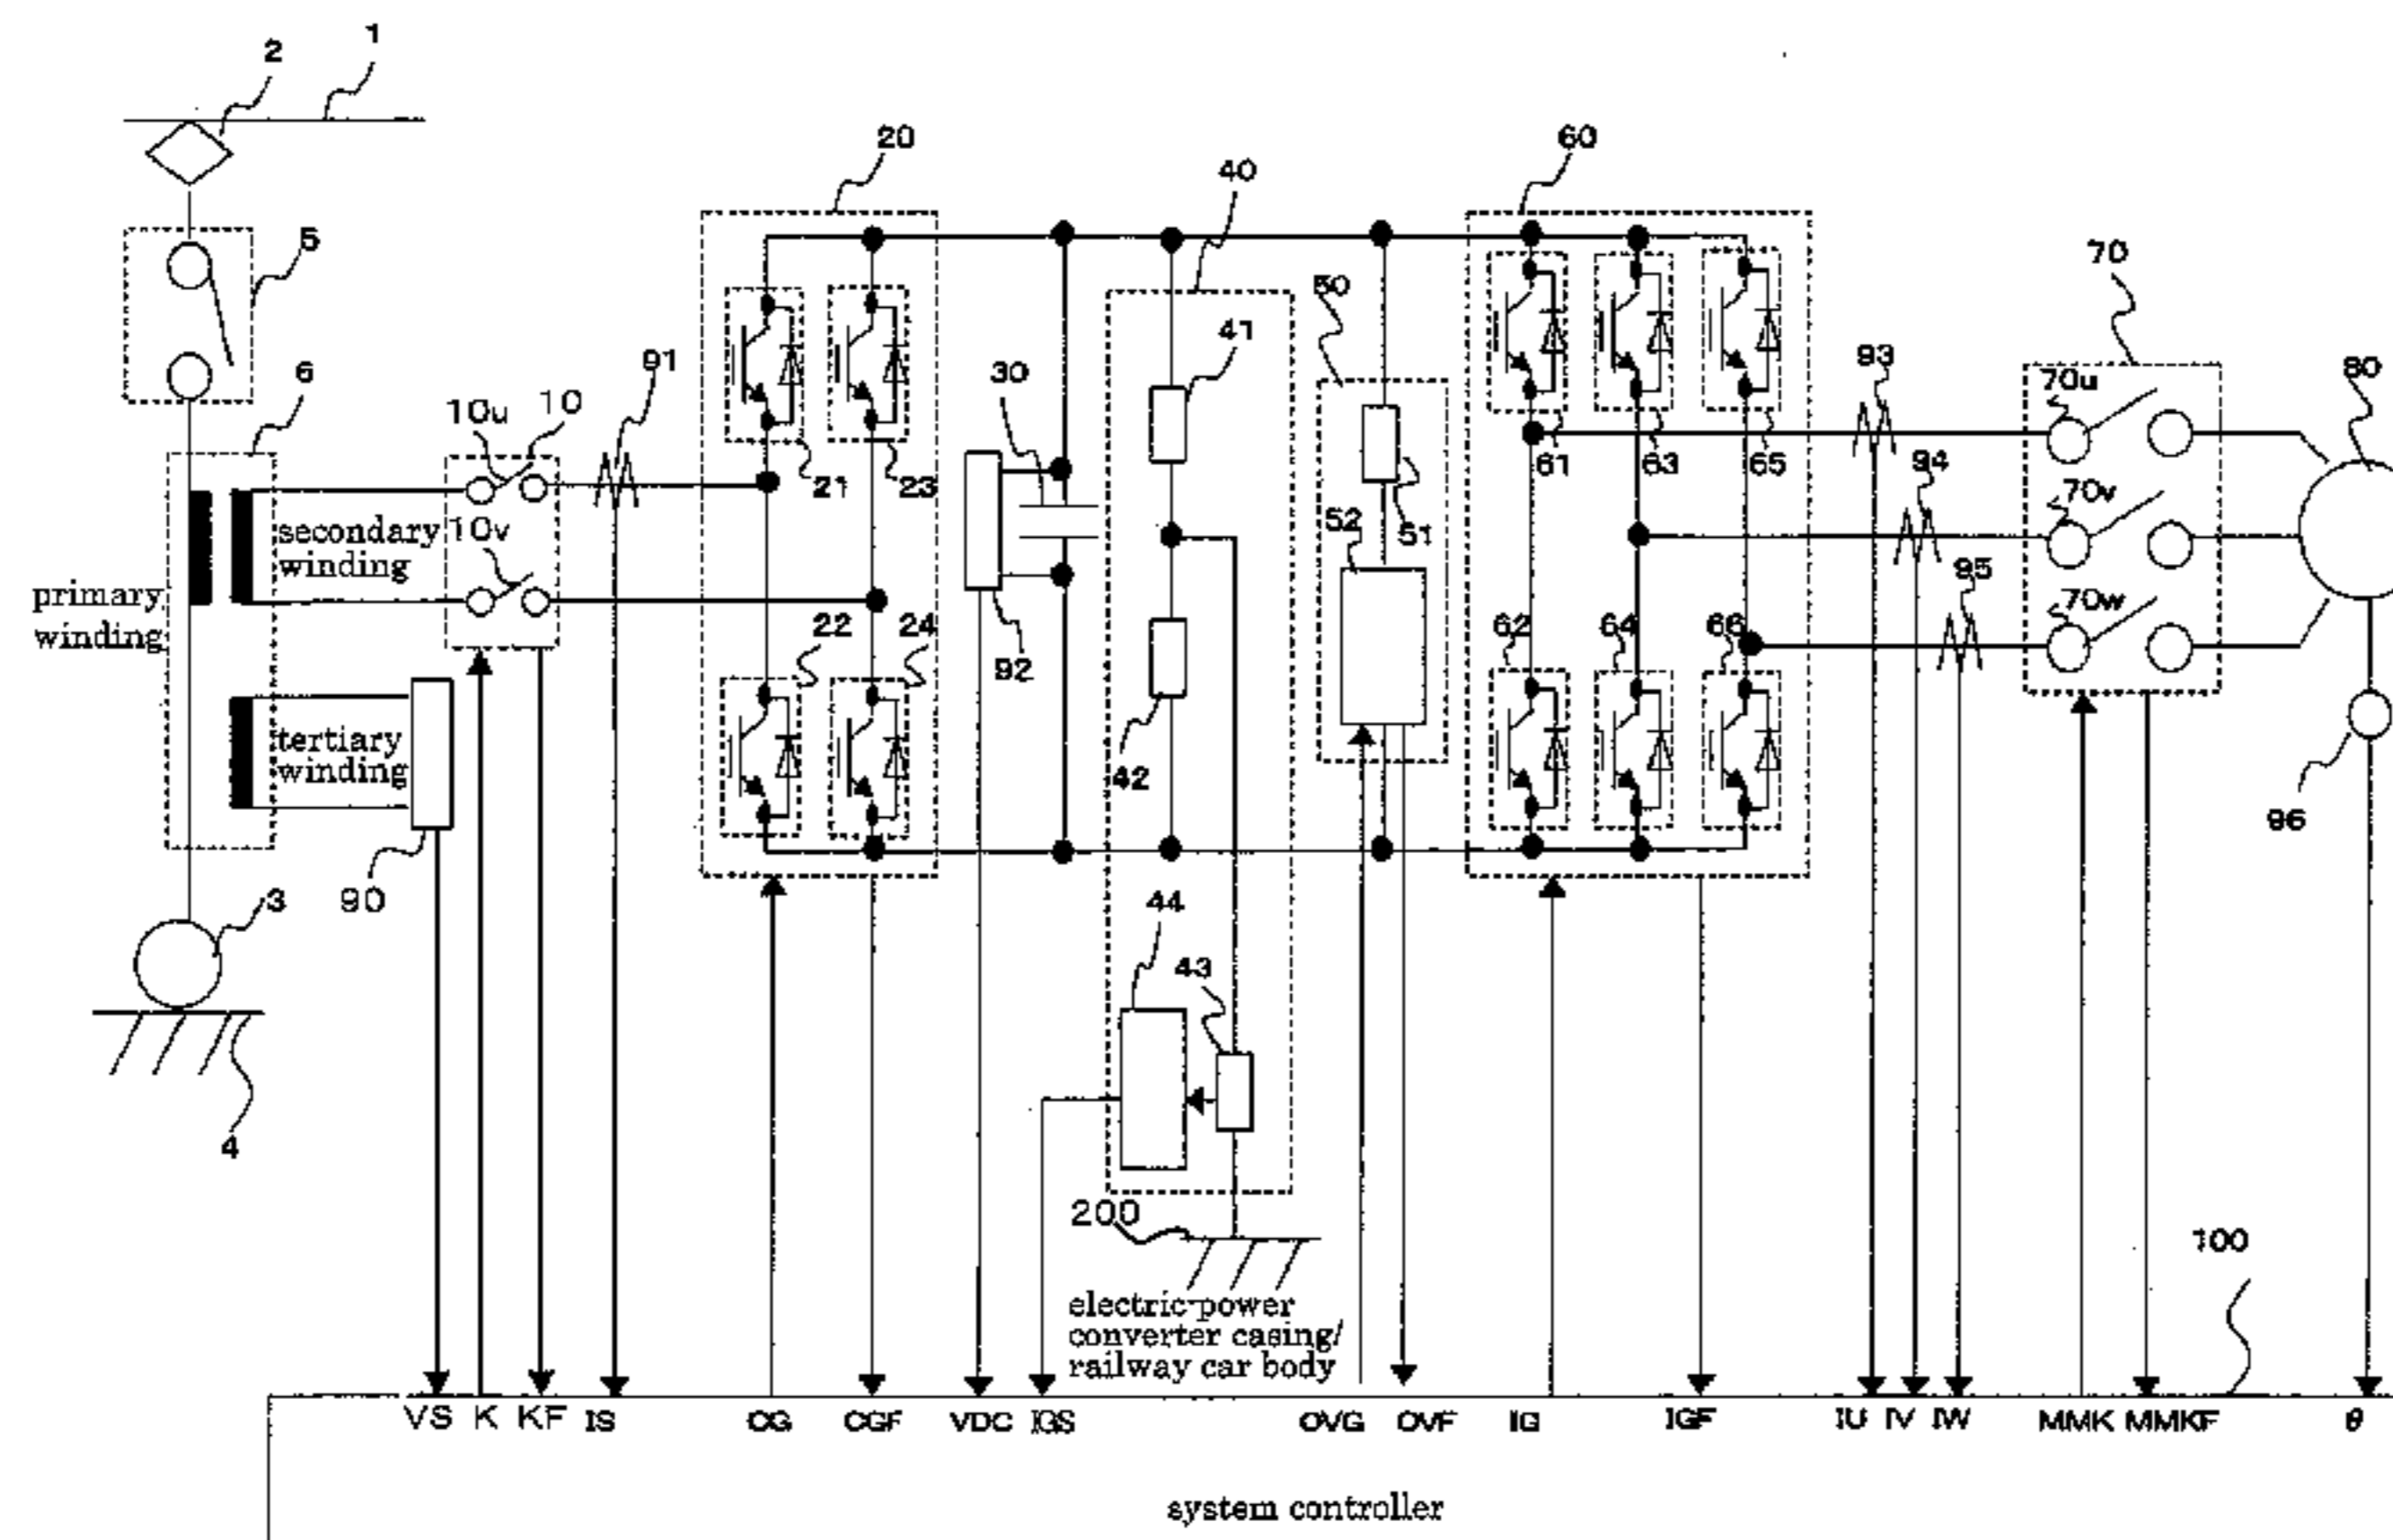 1
2
20
60
40
5
70
50
41
91
93
80
6
30
70u
10u
10
61
63
65
94
21
23
70v
secondary
10v
52
51
winding
95
primary
70w
winding
22
24
62
64
66
92
tertiary
winding
42
96
90
3
44
43
4
200
100
electric-power
converter casing/
railway car body
VS K KF IS CG CGF VDC IGS OVG OVF IG IGF IU IV IW MMK MMKF θ
system controller